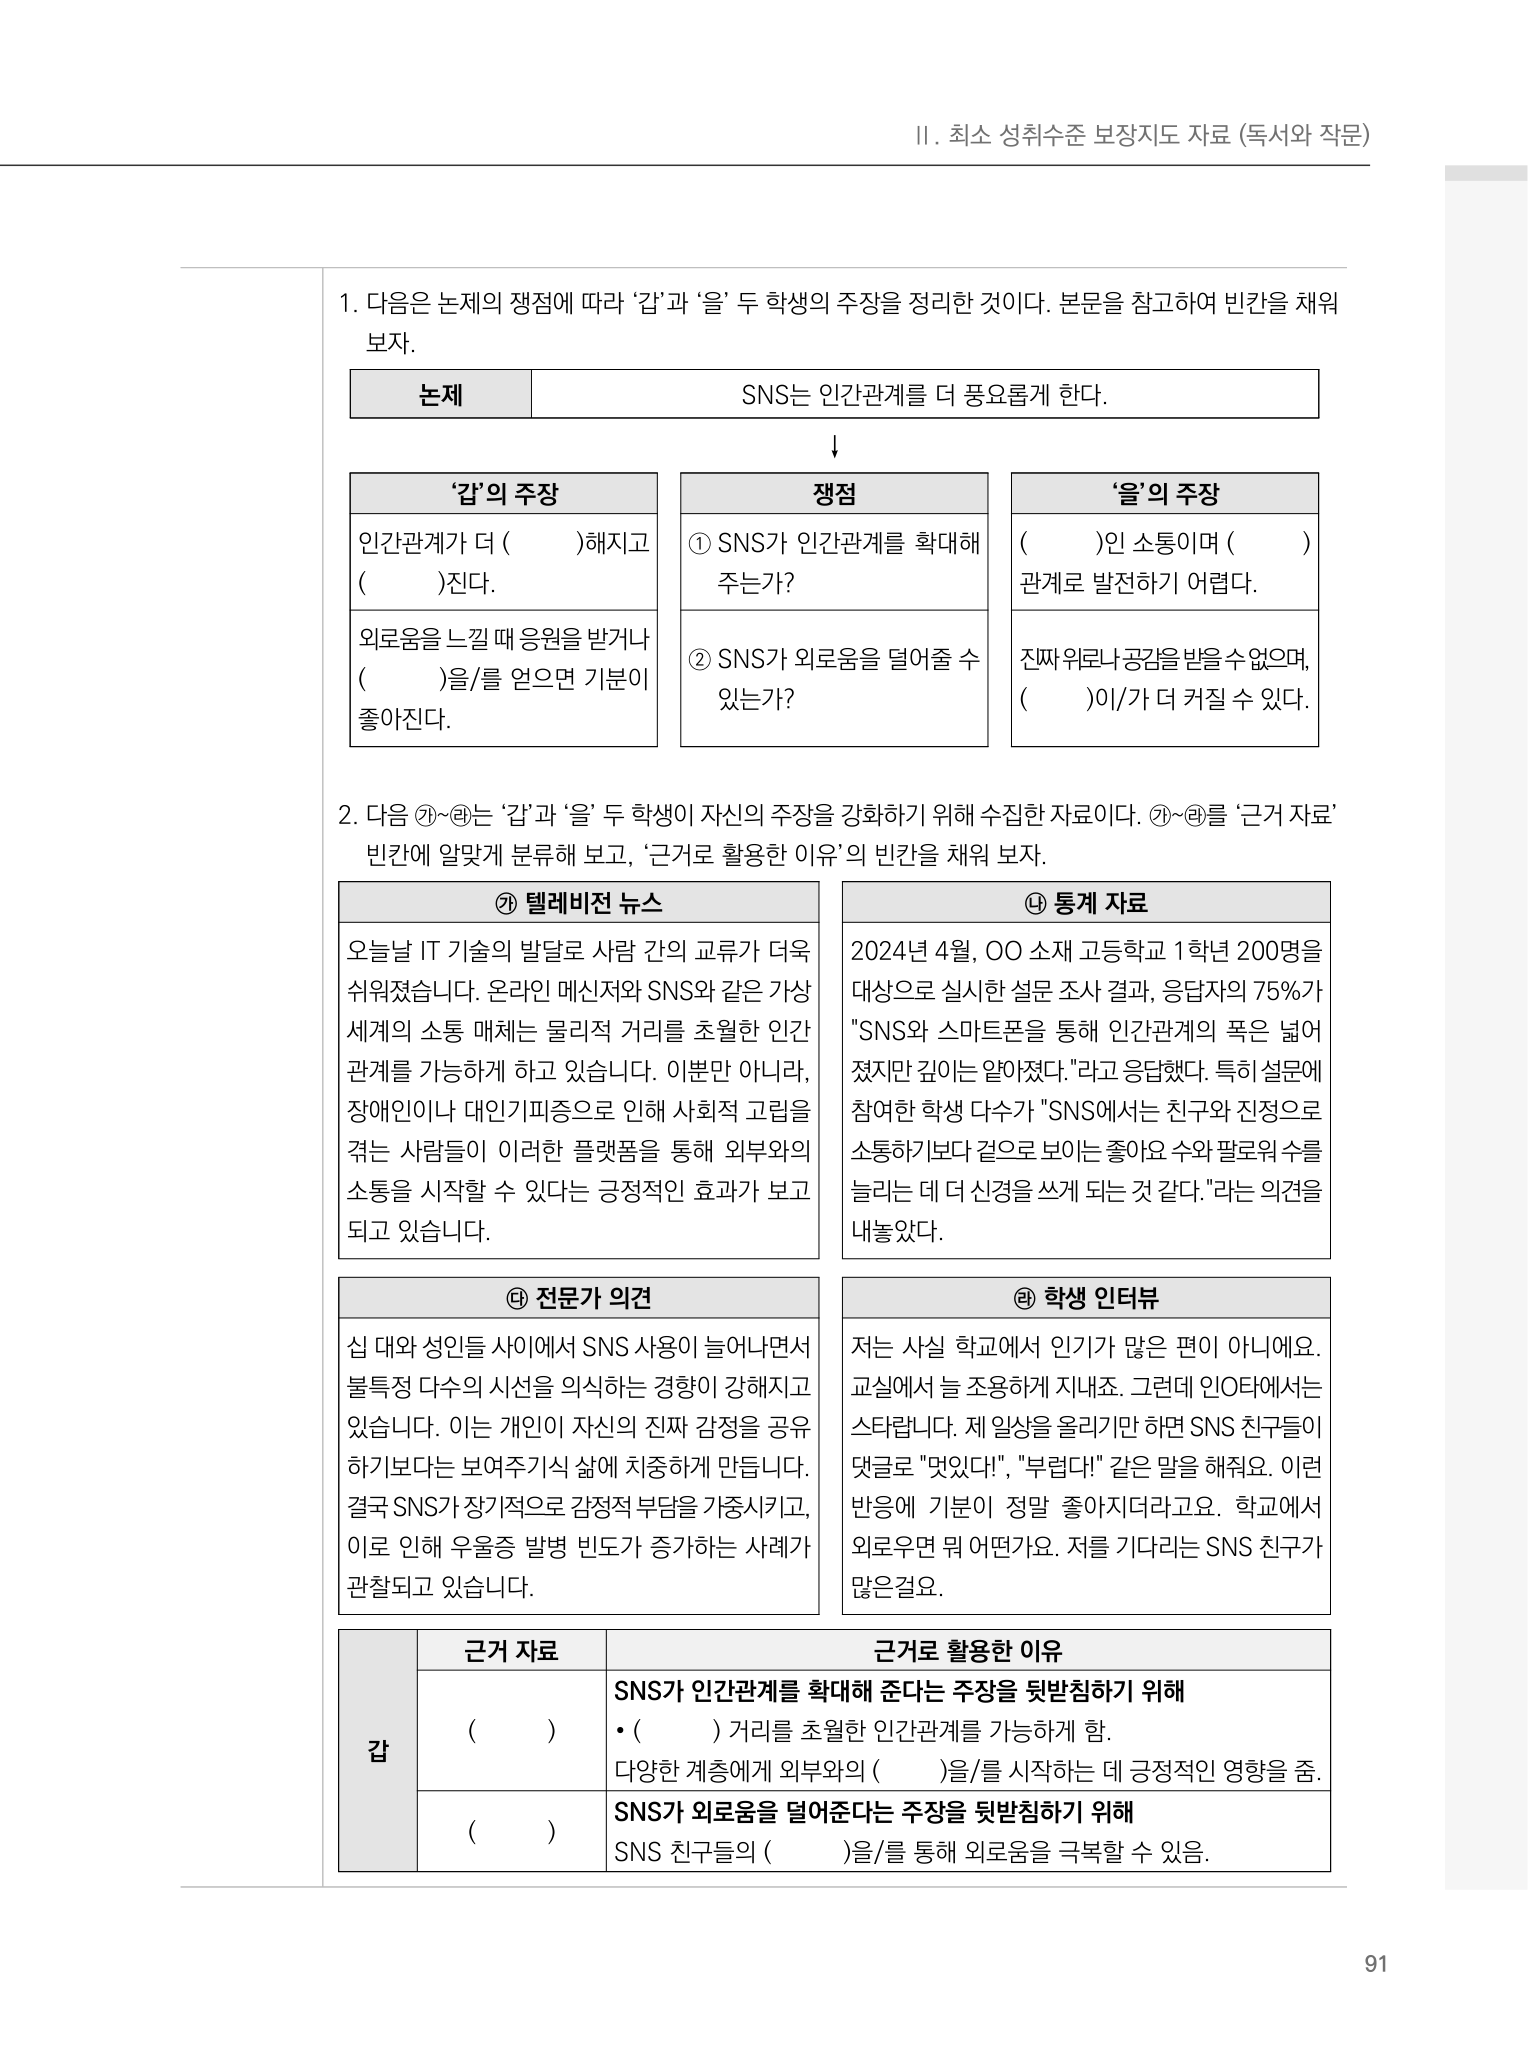 Ⅱ. 최소 성취수준 보장지도 자료 (독서와 작문)
1. 다음은 논제의 쟁점에 따라 ‘갑’과 ‘을’ 두 학생의 주장을 정리한 것이다. 본문을 참고하여 빈칸을 채워
보자.
논제
SNS는 인간관계를 더 풍요롭게 한다.
↓
‘갑’의 주장
인간관계가 더 (          )해지고
(          )진다.
외로움을 느낄 때 응원을 받거나
(          )을/를 얻으면 기분이
좋아진다.
쟁점
① SNS가 인간관계를 확대해
주는가?
② SNS가 외로움을 덜어줄 수
있는가?
‘을’의 주장
(          )인 소통이며 (          )
관계로 발전하기 어렵다.
진짜 위로나 공감을 받을 수 없으며,
(          )이/가 더 커질 수 있다.
2. 다음 ㉮~㉱는 ‘갑’과 ‘을’ 두 학생이 자신의 주장을 강화하기 위해 수집한 자료이다. ㉮~㉱를 ‘근거 자료’
빈칸에 알맞게 분류해 보고, ‘근거로 활용한 이유’의 빈칸을 채워 보자.
㉮ 텔레비전 뉴스
오늘날 IT 기술의 발달로 사람 간의 교류가 더욱
쉬워졌습니다. 온라인 메신저와 SNS와 같은 가상
세계의 소통 매체는 물리적 거리를 초월한 인간
관계를 가능하게 하고 있습니다. 이뿐만 아니라,
장애인이나 대인기피증으로 인해 사회적 고립을
겪는 사람들이 이러한 플랫폼을 통해 외부와의
소통을 시작할 수 있다는 긍정적인 효과가 보고
되고 있습니다.
㉯ 통계 자료
2024년 4월, OO 소재 고등학교 1학년 200명을
대상으로 실시한 설문 조사 결과, 응답자의 75%가
"SNS와 스마트폰을 통해 인간관계의 폭은 넓어
졌지만 깊이는 얕아졌다."라고 응답했다. 특히 설문에
참여한 학생 다수가 "SNS에서는 친구와 진정으로
소통하기보다 겉으로 보이는 좋아요 수와 팔로워 수를
늘리는 데 더 신경을 쓰게 되는 것 같다."라는 의견을
내놓았다.
㉰ 전문가 의견
십 대와 성인들 사이에서 SNS 사용이 늘어나면서
불특정 다수의 시선을 의식하는 경향이 강해지고
있습니다. 이는 개인이 자신의 진짜 감정을 공유
하기보다는 보여주기식 삶에 치중하게 만듭니다.
결국 SNS가 장기적으로 감정적 부담을 가중시키고,
이로 인해 우울증 발병 빈도가 증가하는 사례가
관찰되고 있습니다.
㉱ 학생 인터뷰
저는 사실 학교에서 인기가 많은 편이 아니에요.
교실에서 늘 조용하게 지내죠. 그런데 인O타에서는
스타랍니다. 제 일상을 올리기만 하면 SNS 친구들이
댓글로 "멋있다!", "부럽다!" 같은 말을 해줘요. 이런
반응에 기분이 정말 좋아지더라고요. 학교에서
외로우면 뭐 어떤가요. 저를 기다리는 SNS 친구가
많은걸요.
갑
근거 자료
근거로 활용한 이유
(          )
SNS가 인간관계를 확대해 준다는 주장을 뒷받침하기 위해
• (          ) 거리를 초월한 인간관계를 가능하게 함.
다양한 계층에게 외부와의 (          )을/를 시작하는 데 긍정적인 영향을 줌.
(          )
SNS가 외로움을 덜어준다는 주장을 뒷받침하기 위해
SNS 친구들의 (          )을/를 통해 외로움을 극복할 수 있음.
91